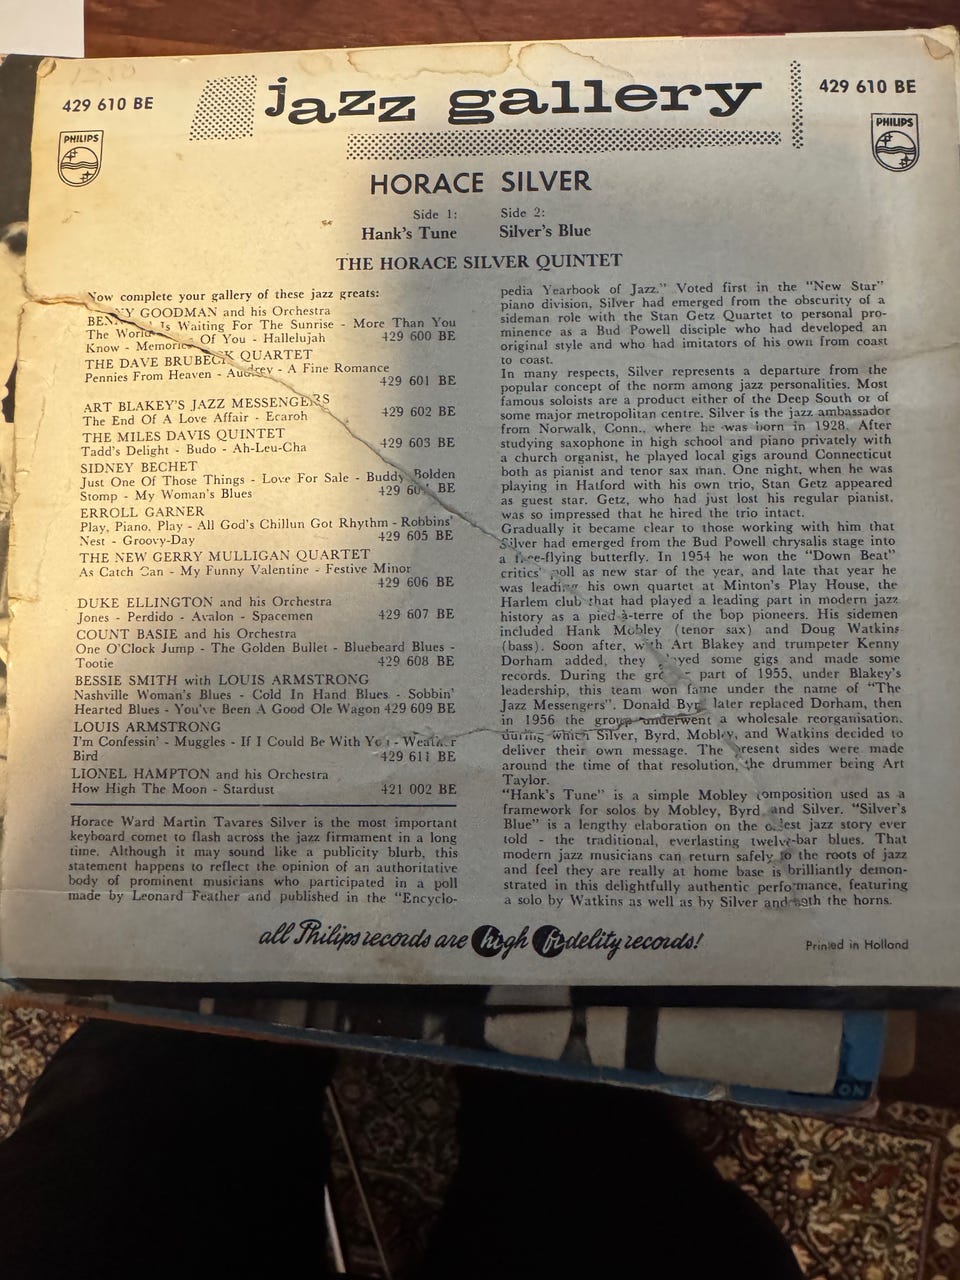 429 610 BE
jazz gallery
429 610 BE
PHILIPS
PHILIPS
HORACE SILVER
Side 1:
Hank's Tune
Side 2:
Silver's Blue
THE HORACE SILVER QUINTET
Now complete your gallery of these jazz greats:
GOODMAN and his Orchestra
The World Is Waiting For The Sunrise - More Than You
Know - Memories Of You - Hallelujah 429 600 BE
THE DAVE BRUBECK QUARTET
Pennies From Heaven - Audrey - A Fine Romance
429 601 BE
ART BLAKEY'S JAZZ MESSENGERS
The End Of A Love Affair - Ecaroh 429 602 BE
THE MILES DAVIS QUINTET
Tadd's Delight - Budo - Ah-Leu-Cha 429 603 BE
SIDNEY BECHET
Just One Of Those Things - Love For Sale - Buddy Bolden
Stomp - My Woman's Blues 429 BE
ERROLL GARNER
Play, Piano, Play - All God's Chillun Got Rhythm - Robbins'
Nest - Groovy-Day 429 605 BE
THE NEW GERRY MULLIGAN QUARTET
As Catch Can - My Funny Valentine - Festive Minor
429 606 BE
DUKE ELLINGTON and his Orchestra
Jones - Perdido - Avalon - Spacemen 429 607 BE
COUNT BASIE and his Orchestra
One O'Clock Jump - The Golden Bullet - Bluebeard Blues -
Tootie 429 608 BE
BESSIE SMITH with LOUIS ARMSTRONG
Nashville Woman's Blues - Cold In Hand Blues - Sobbin'
Hearted Blues - You've Been A Good Ole Wagon 429 609 BE
LOUIS ARMSTRONG
I'm Confessin' - Muggles - If I Could Be With You - Weather
Bird 429 611 BE
LIONEL HAMPTON and his Orchestra
How High The Moon - Stardust 421 002 BE
Horace Ward Martin Tavares Silver is the most important
keyboard comet to flash across the jazz firmament in a long
time. Although it may sound like a publicity blurb, this
statement happens to reflect the opinion of an authoritative
body of prominent musicians who participated in a poll
made by Leonard Feather and published in the "Encyclo-
pedia Yearbook of Jazz." Voted first in the "New Star"
piano division, Silver had emerged from the obscurity of a
sideman role with the Stan Getz Quartet to personal pro-
minence as a Bud Powell disciple who had developed an
original style and who had imitators of his own from coast
to coast.
In many respects, Silver represents a departure from the
popular concept of the norm among jazz personalities. Most
famous soloists are a product either of the Deep South or of
some major metropolitan centre. Silver is the jazz ambassador
from Norwalk, Conn., where he was born in 1928. After
studying saxophone in high school and piano privately with
a church organist, he played local gigs around Connecticut
both as pianist and tenor sax man. One night, when he was
playing in Hatford with his own trio, Stan Getz appeared
as guest star. Getz, who had just lost his regular pianist,
was so impressed that he hired the trio intact.
Gradually it became clear to those working with him that
Silver had emerged from the Bud Powell chrysalis stage into
a free-flying butterfly. In 1954 he won the "Down Beat"
critics' poll as new star of the year, and late that year he
was leading his own quartet at Minton's Play House, the
Harlem club that had played a leading part in modern jazz
history as a pied-à-terre of the bop pioneers. His sidemen
included Hank Mobley (tenor sax) and Doug Watkins
(bass). Soon after, with Art Blakey and trumpeter Kenny
Dorham added, they played some gigs and made some
records. During the part of 1955, under Blakey's
leadership, this team won fame under the name of "The
Jazz Messengers". Donald Byrd later replaced Dorham, then
in 1956 the group underwent a wholesale reorganisation,
during which Silver, Byrd, Mobley, and Watkins decided to
deliver their own message. The present sides were made
around the time of that resolution, the drummer being Art
Taylor.
"Hank's Tune" is a simple Mobley composition used as a
framework for solos by Mobley, Byrd and Silver. "Silver's
Blue" is a lengthy elaboration on the oldest jazz story ever
told - the traditional, everlasting twelve-bar blues. That
modern jazz musicians can return safely to the roots of jazz
and feel they are really at home base is brilliantly demon-
strated in this delightfully authentic performance, featuring
a solo by Watkins as well as by Silver and both the horns.
all Philips records are high fidelity records!
Printed in Holland
ON